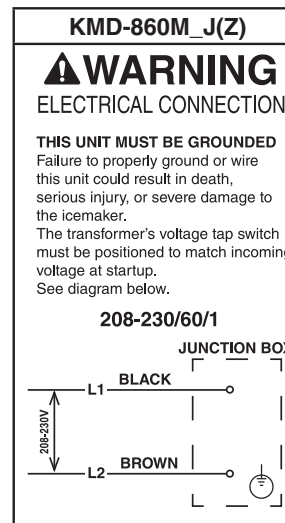 KMD-860M_J(Z)
WARNING
ELECTRICAL CONNECTION
THIS UNIT MUST BE GROUNDED
Failure to properly ground or wire
this unit could result in death,
serious injury, or severe damage to
the icemaker.
The transformer's voltage tap switch
must be positioned to match incoming
voltage at startup.
See diagram below.
208-230/60/1
JUNCTION BOX
L1 BLACK
208-230V
L2 BROWN